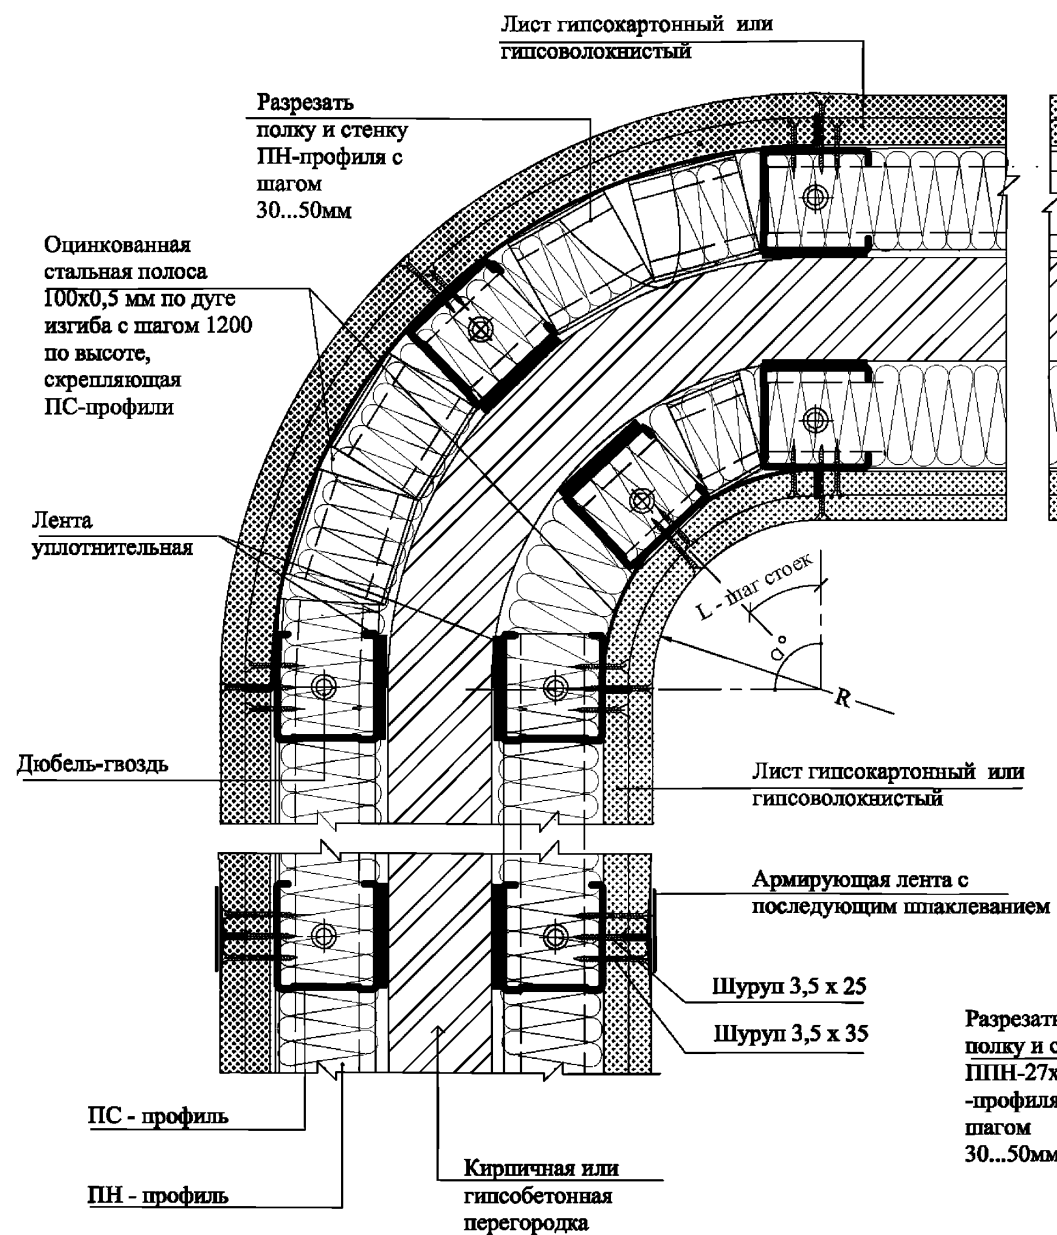 Лист гипсокартонный или
гипсоволокнистый
Разрезать
полку и стенку
ПН-профиля с
шагом
30...50мм
Оцинкованная
стальная полоса
100х0,5 мм по дуге
изгиба с шагом 1200
по высоте,
скрепляющая
ПС-профили
Лента
уплотнительная
L - шаг стоек
α°
R
Дюбель-гвоздь
Лист гипсокартонный или
гипсоволокнистый
Армирующая лента с
последующим шпаклеванием
Шуруп 3,5 х 25
Шуруп 3,5 х 35
Разрезать
полку и с
ППН-27х
-профиля
шагом
30...50мм
ПС - профиль
ПН - профиль
Кирпичная или
гипсобетонная
перегородка